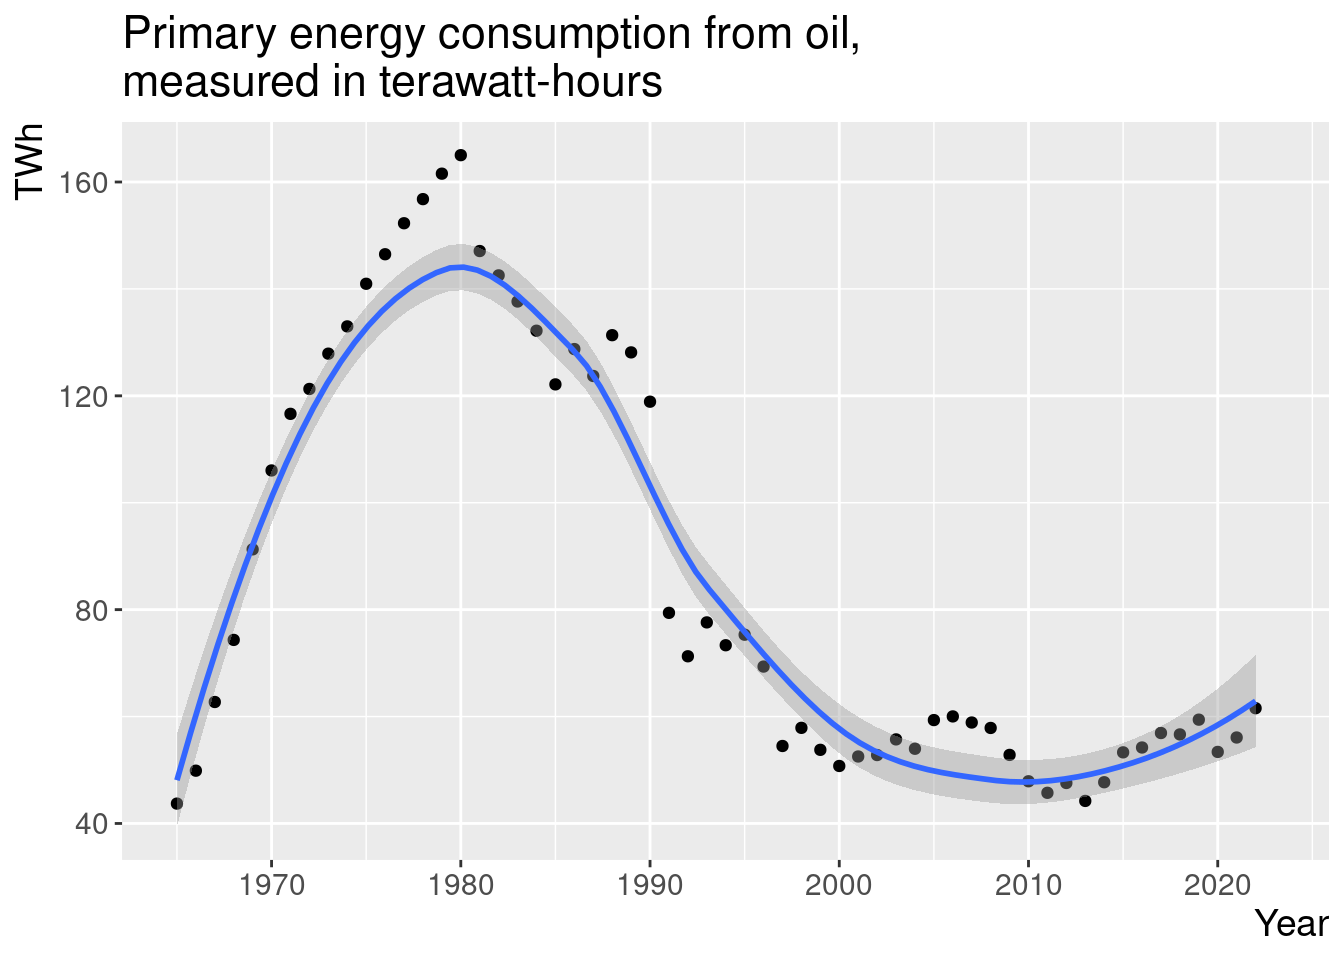 Primary energy consumption from oil,
measured in terawatt-hours
TWh
160
120
80
40
1970 1980 1990 2000 2010 2020
Year